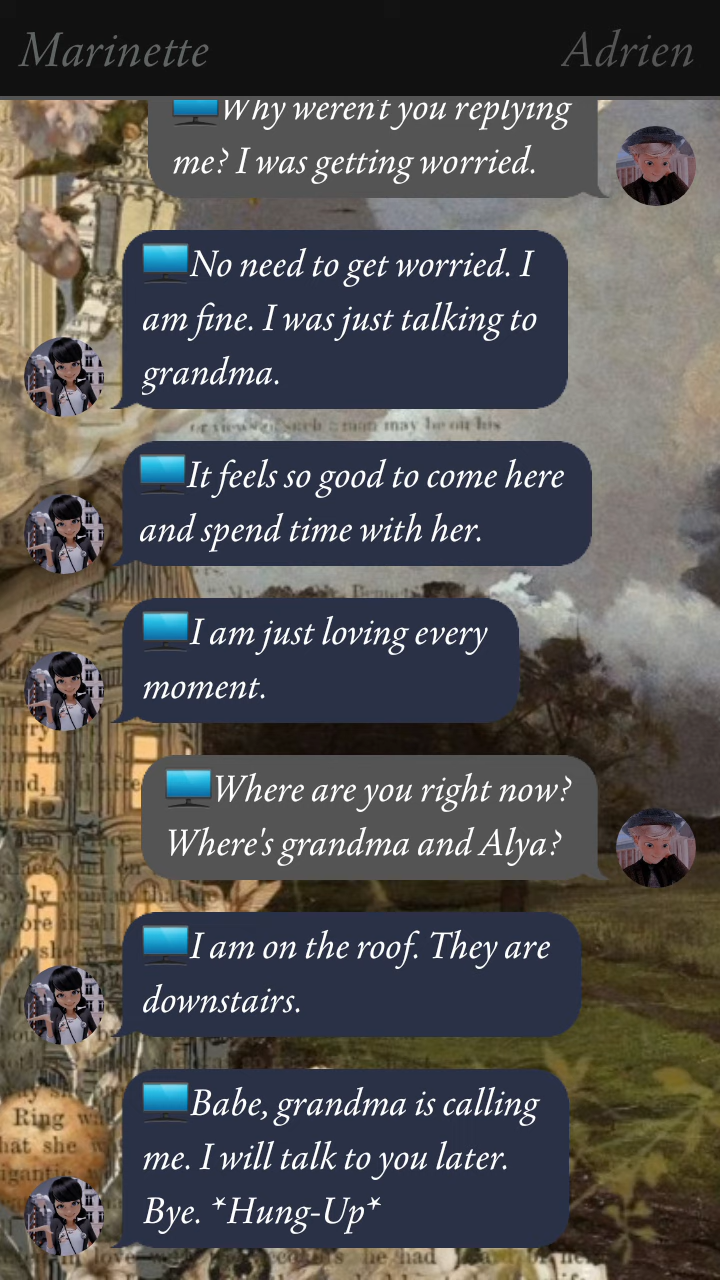 Marinette
Adrien
Why weren't you replying
me? I was getting worried.
No need to get worried. I
am fine. I was just talking to
grandma.
It feels so good to come here
and spend time with her.
I am just loving every
moment.
Where are you right now?
Where's grandma and Alya?
I am on the roof. They are
downstairs.
Babe, grandma is calling
me. I will talk to you later.
Bye. *Hung-Up*